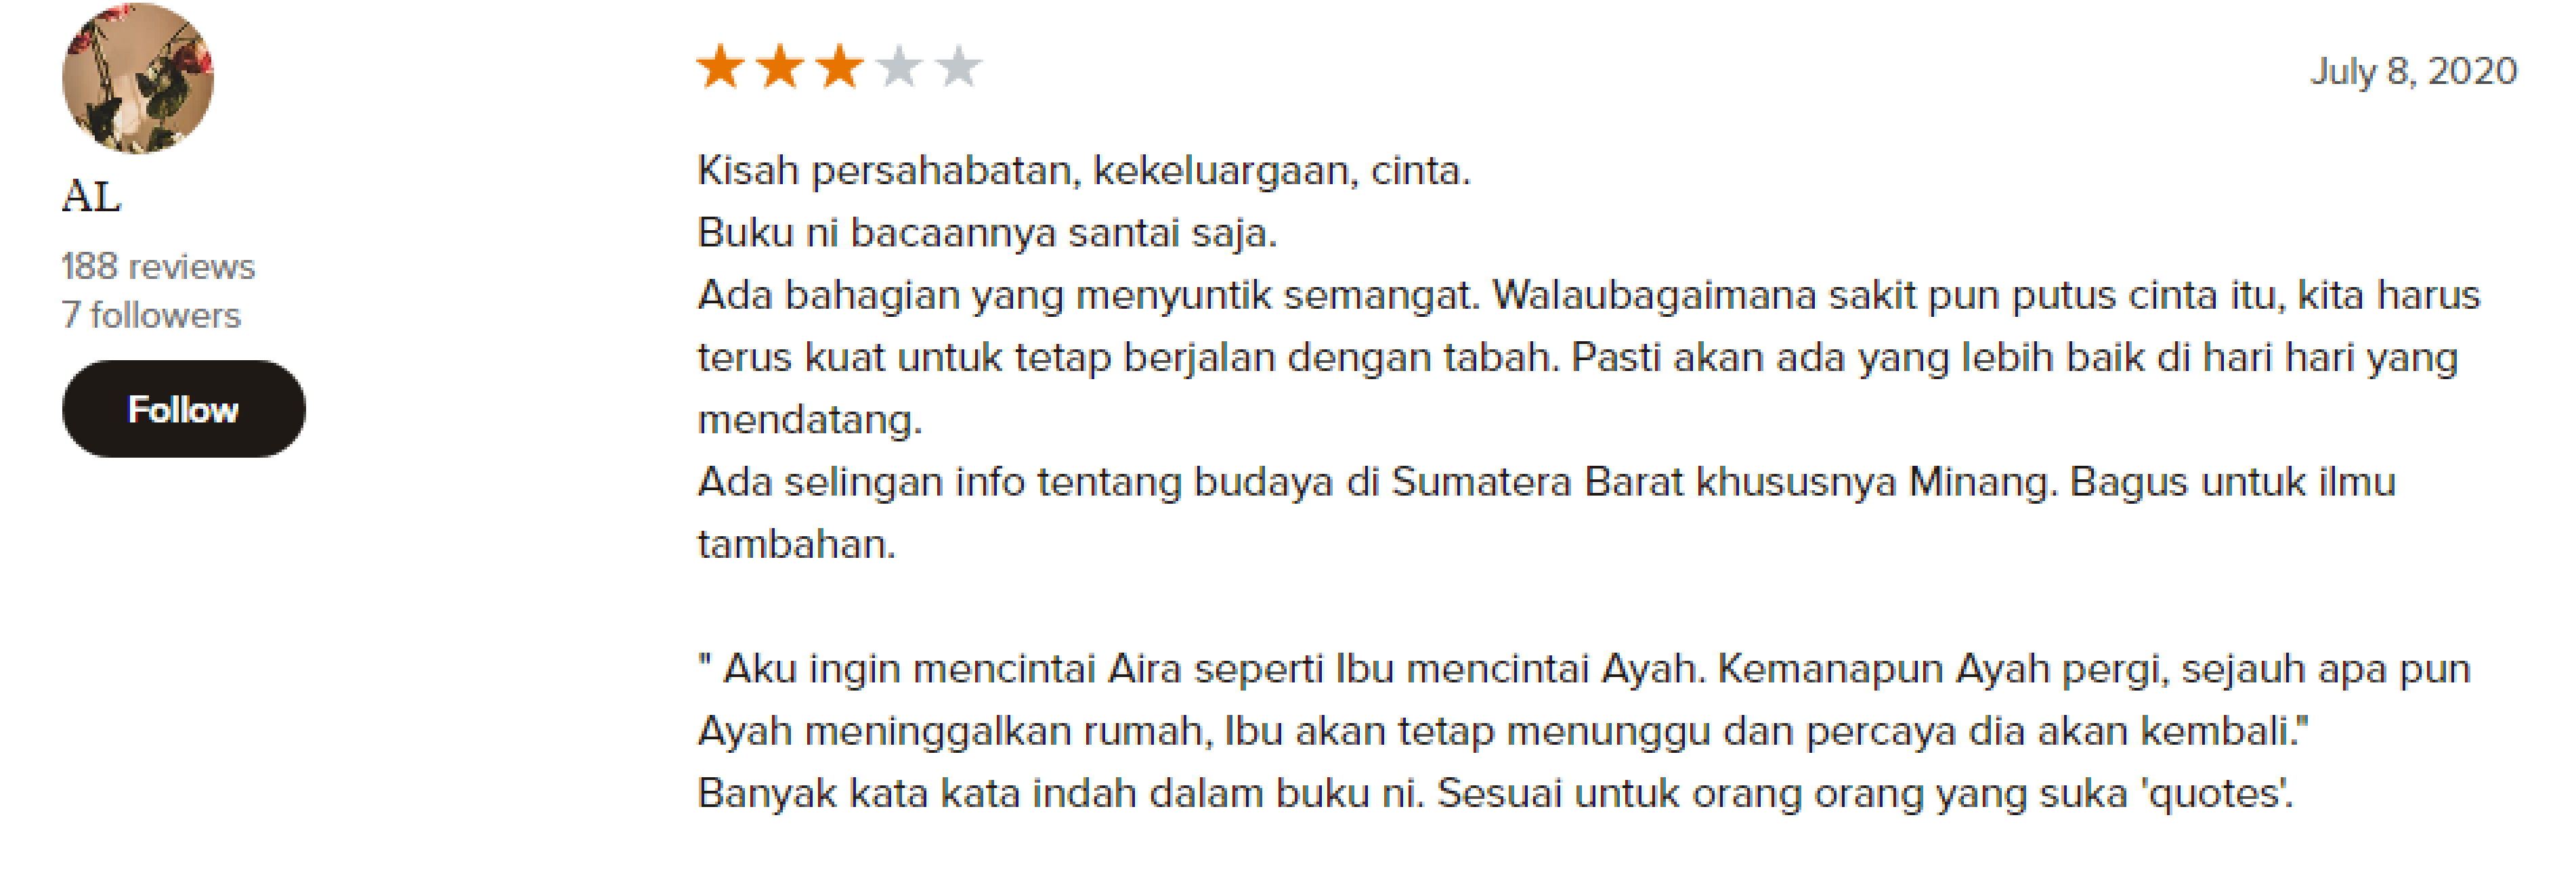 AL
188 reviews
7 followers
Follow
July 8, 2020
Kisah persahabatan, kekeluargaan, cinta.
Buku ni bacaannya santai saja.
Ada bahagian yang menyuntik semangat. Walaubagaimana sakit pun putus cinta itu, kita harus
terus kuat untuk tetap berjalan dengan tabah. Pasti akan ada yang lebih baik di hari hari yang
mendatang.
Ada selingan info tentang budaya di Sumatera Barat khususnya Minang. Bagus untuk ilmu
tambahan.
" Aku ingin mencintai Aira seperti Ibu mencintai Ayah. Kemanapun Ayah pergi, sejauh apa pun
Ayah meninggalkan rumah, Ibu akan tetap menunggu dan percaya dia akan kembali."
Banyak kata kata indah dalam buku ni. Sesuai untuk orang orang yang suka 'quotes'.